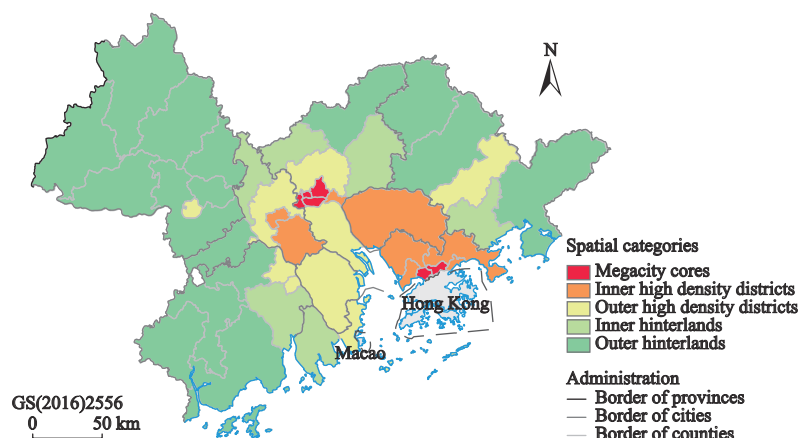 N
Spatial categories
Megacity cores
Inner high density districts
Outer high density districts
Inner hinterlands
Outer hinterlands
Hong Kong
Macao
Administration
Border of provinces
Border of cities
Border of counties
GS(2016)2556
0 50 km